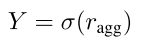 Y = σ(r_agg)